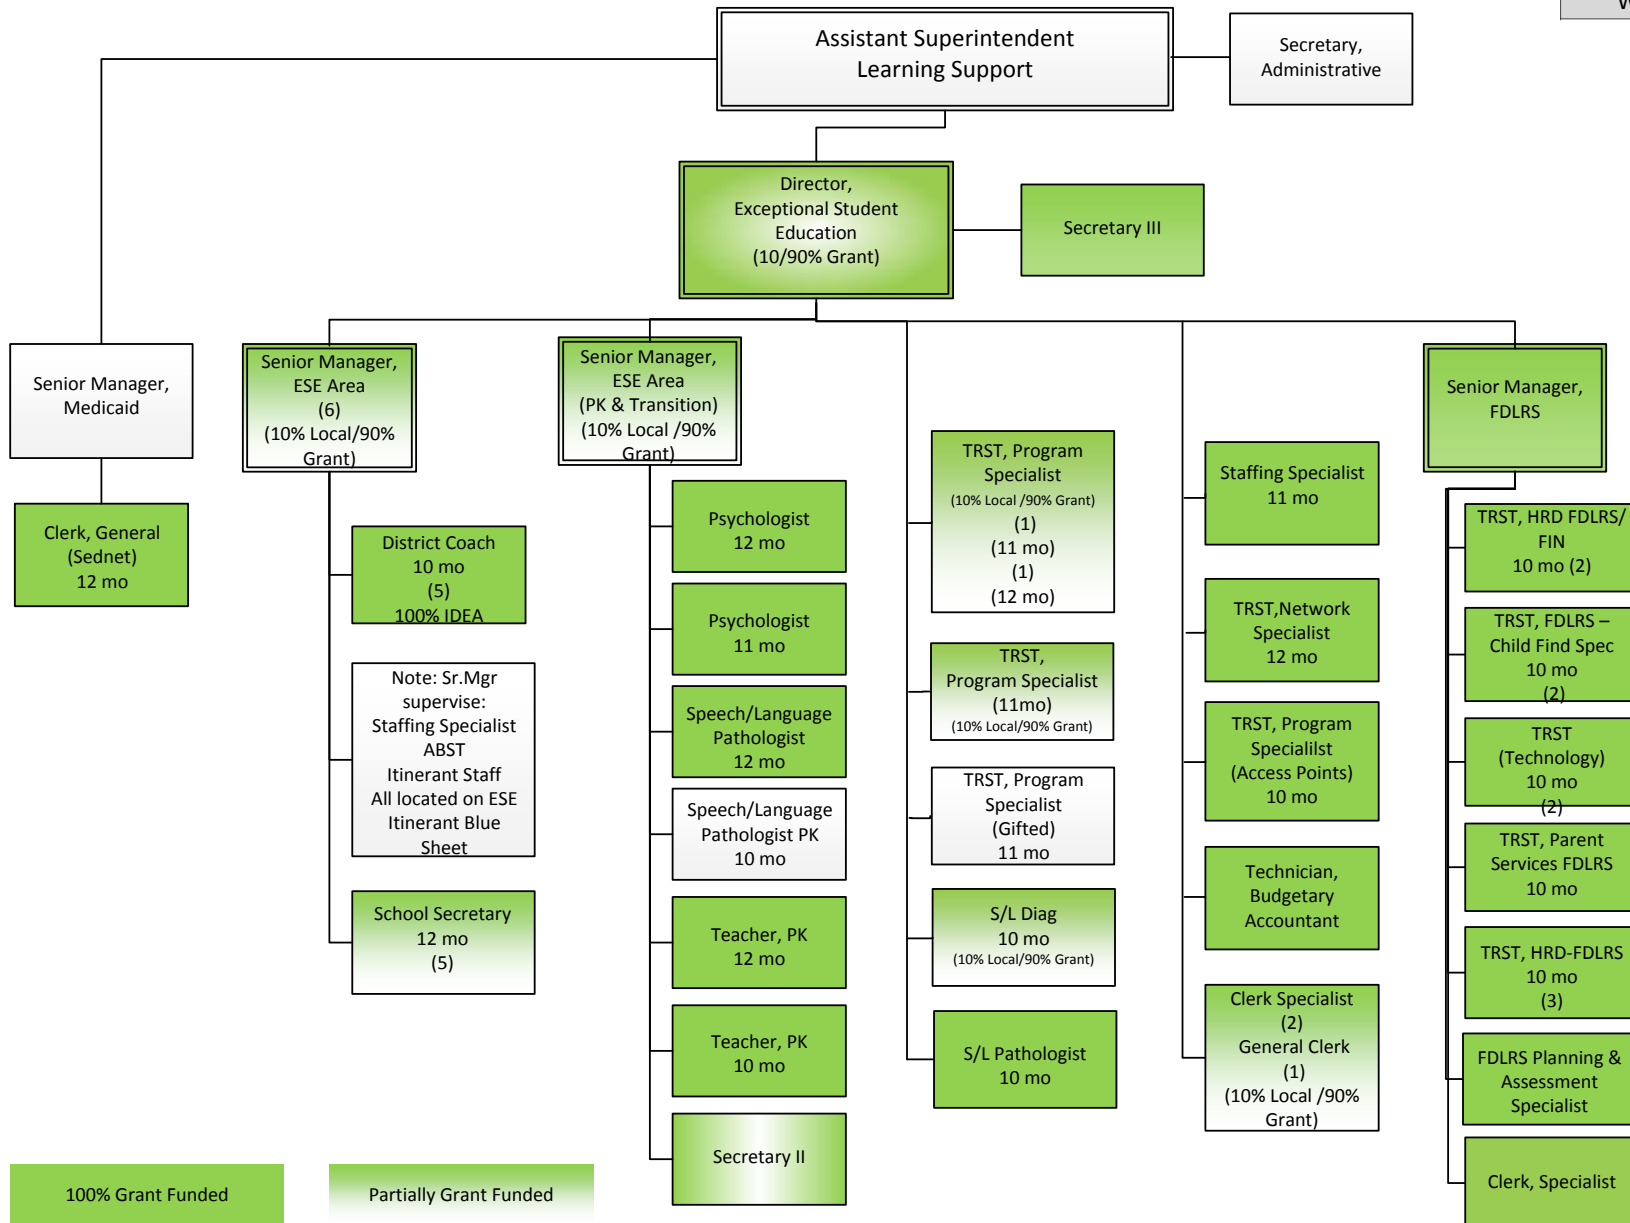 Assistant Superintendent
Learning Support
Secretary,
Administrative
Director,
Exceptional Student
Education
(10/90% Grant)
Secretary III
Senior Manager,
Medicaid
Clerk, General
(Sednet)
12 mo
Senior Manager,
ESE Area
(6)
(10% Local/90%
Grant)
District Coach
10 mo
(5)
100% IDEA
Note: Sr.Mgr
supervise:
Staffing Specialist
ABST
Itinerant Staff
All located on ESE
Itinerant Blue
Sheet
School Secretary
12 mo
(5)
Senior Manager,
ESE Area
(PK & Transition)
(10% Local /90%
Grant)
Psychologist
12 mo
Psychologist
11 mo
Speech/Language
Pathologist
12 mo
Speech/Language
Pathologist PK
10 mo
Teacher, PK
12 mo
Teacher, PK
10 mo
Secretary II
TRST, Program
Specialist
(10% Local /90% Grant)
(1)
(11 mo)
(1)
(12 mo)
TRST,
Program Specialist
(11mo)
(10% Local/90% Grant)
TRST, Program
Specialist
(Gifted)
11 mo
S/L Diag
10 mo
(10% Local/90% Grant)
S/L Pathologist
10 mo
Staffing Specialist
11 mo
TRST,Network
Specialist
12 mo
TRST, Program
Specialilst
(Access Points)
10 mo
Technician,
Budgetary
Accountant
Clerk Specialist
(2)
General Clerk
(1)
(10% Local /90%
Grant)
Senior Manager,
FDLRS
TRST, HRD FDLRS/
FIN
10 mo (2)
TRST, FDLRS –
Child Find Spec
10 mo
(2)
TRST
(Technology)
10 mo
(2)
TRST, Parent
Services FDLRS
10 mo
TRST, HRD-FDLRS
10 mo
(3)
FDLRS Planning &
Assessment
Specialist
Clerk, Specialist
100% Grant Funded
Partially Grant Funded